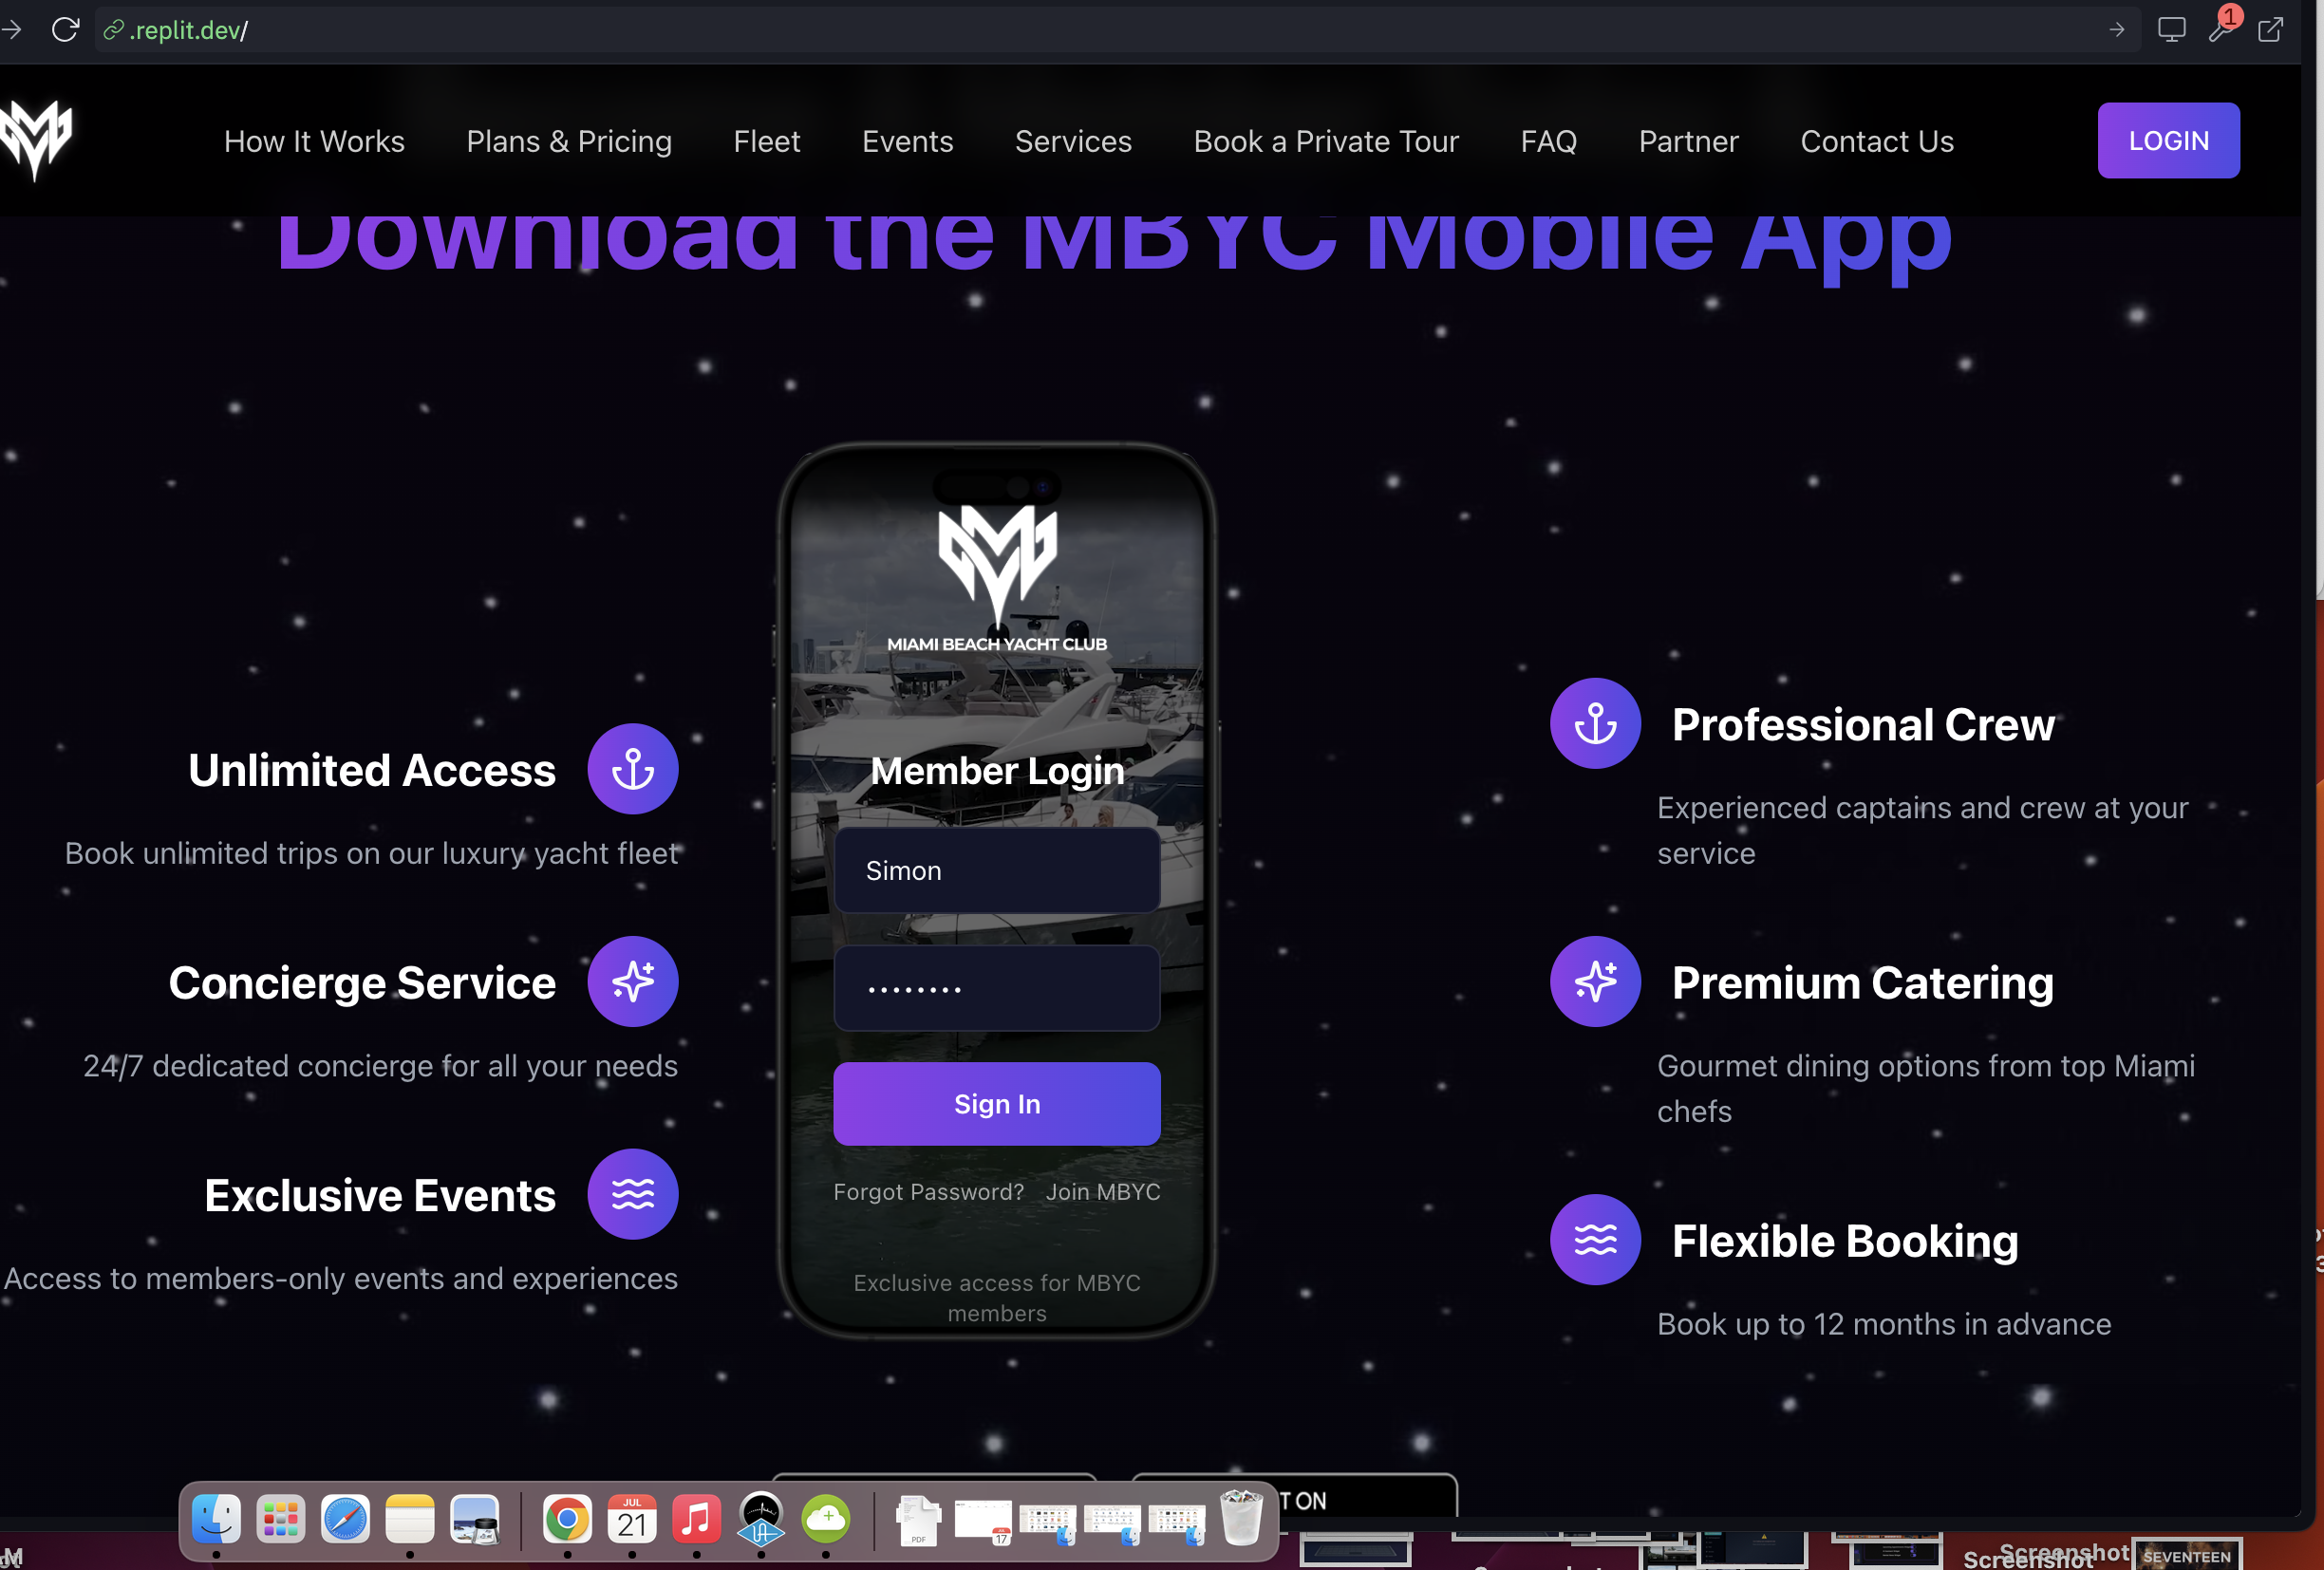 .replit.dev/
1
How It Works
Plans & Pricing
Fleet
Events
Services
Book a Private Tour
FAQ
Partner
Contact Us
LOGIN
Download the MBYC Mobile App
Unlimited Access
Book unlimited trips on our luxury yacht fleet
Concierge Service
24/7 dedicated concierge for all your needs
Exclusive Events
Access to members-only events and experiences
MIAMI BEACH YACHT CLUB
Member Login
Simon
Sign In
Forgot Password?
Join MBYC
Exclusive access for MBYC
members
Professional Crew
Experienced captains and crew at your
service
Premium Catering
Gourmet dining options from top Miami
chefs
Flexible Booking
Book up to 12 months in advance
T ON
JUL
21
PDF
17
Screenshot
Screenshot
SEVENTEEN